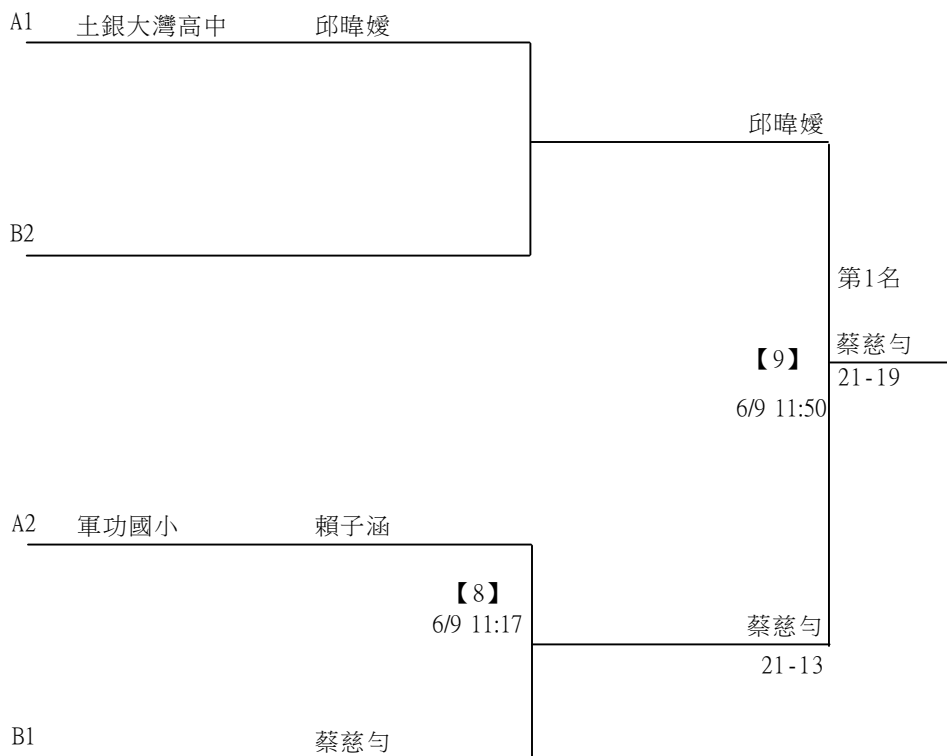 A1 土銀大灣高中 邱暐嬡
邱暐嬡
B2
第1名
蔡慈勻
【9】
21-19
6/9 11:50
A2 軍功國小 賴子涵
【8】
6/9 11:17
蔡慈勻
21-13
B1 蔡慈勻